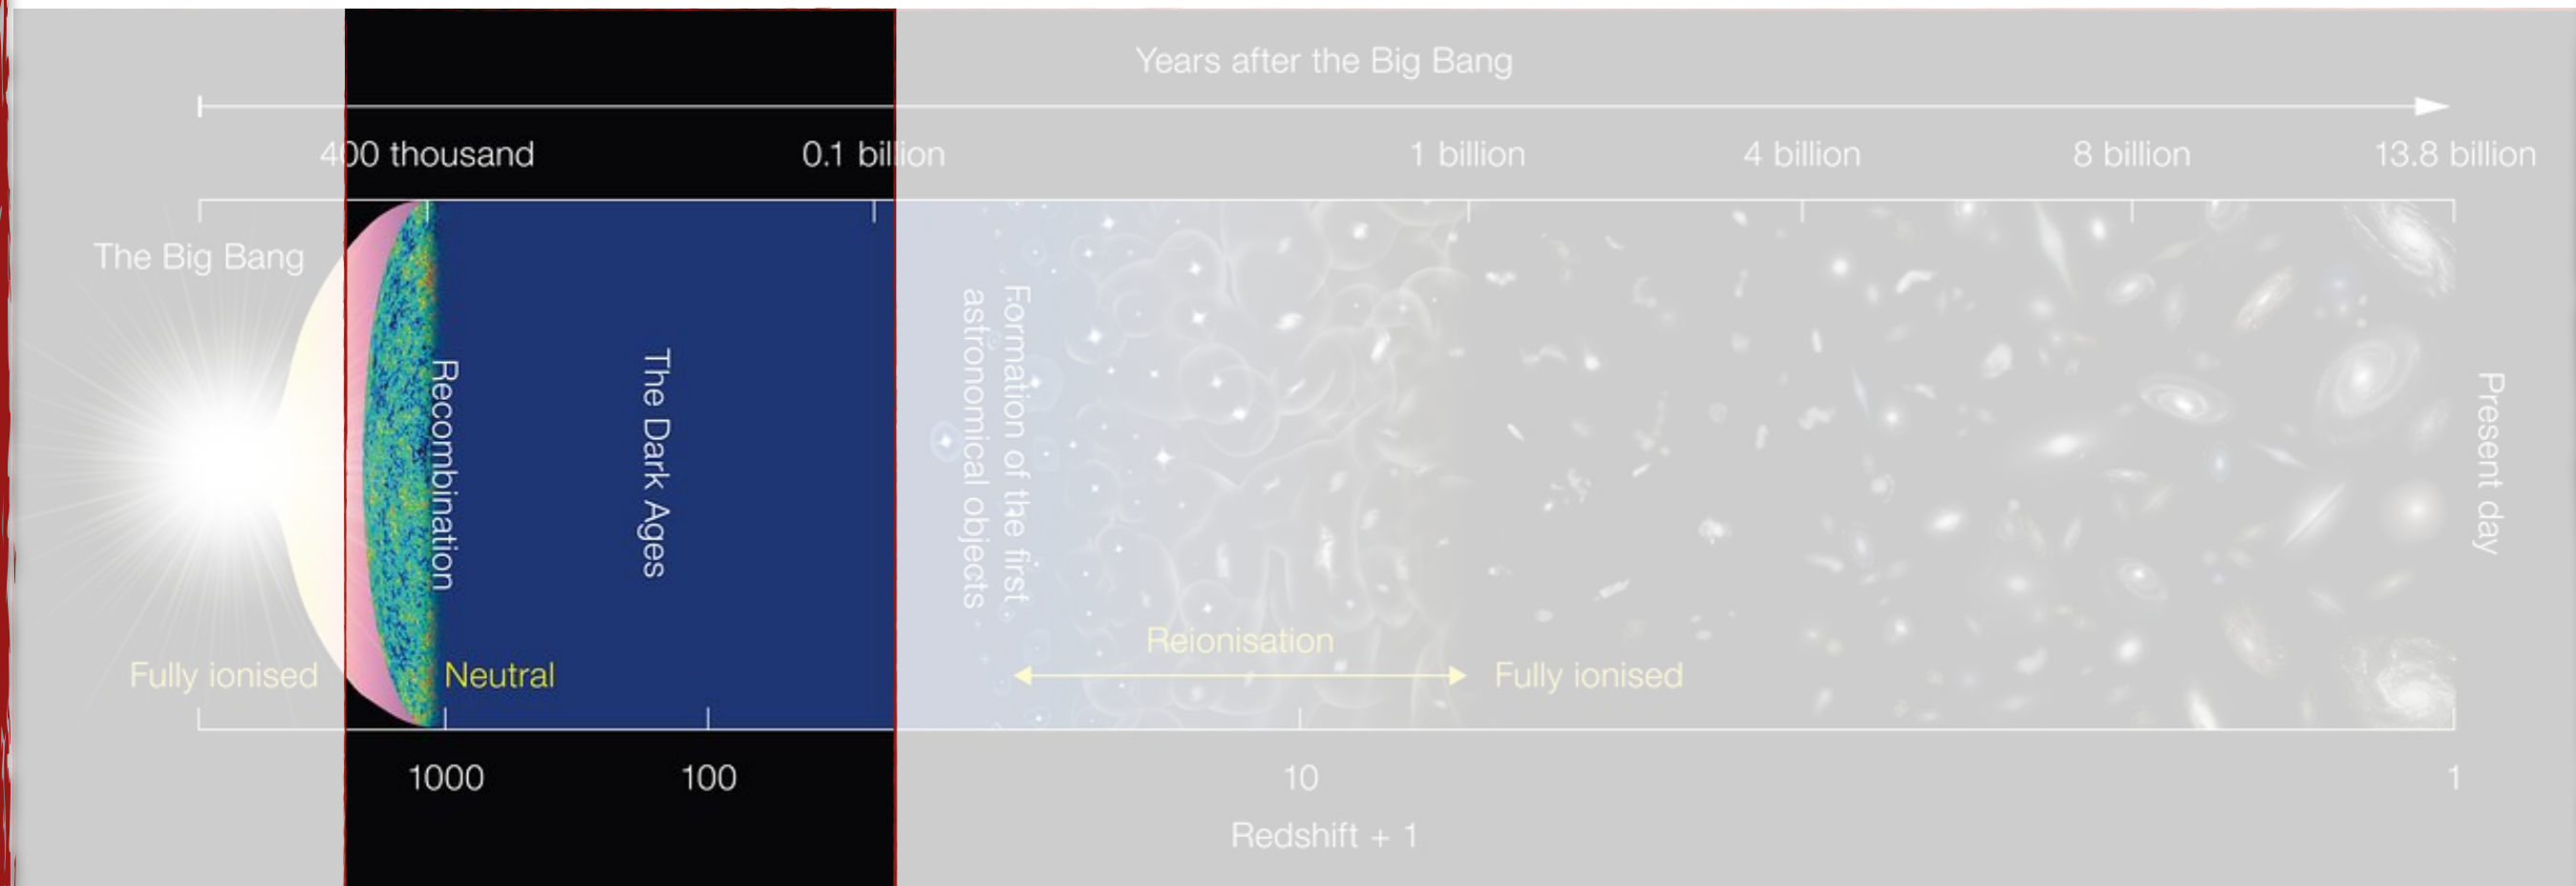 Years after the Big Bang
400 thousand
0.1 billion
1 billion
4 billion
8 billion
13.8 billion
The Big Bang
Recombination
The Dark Ages
Formation of the first
astronomical objects
Present day
Reionisation
Fully ionised
Neutral
Fully ionised
1000
100
10
1
Redshift + 1